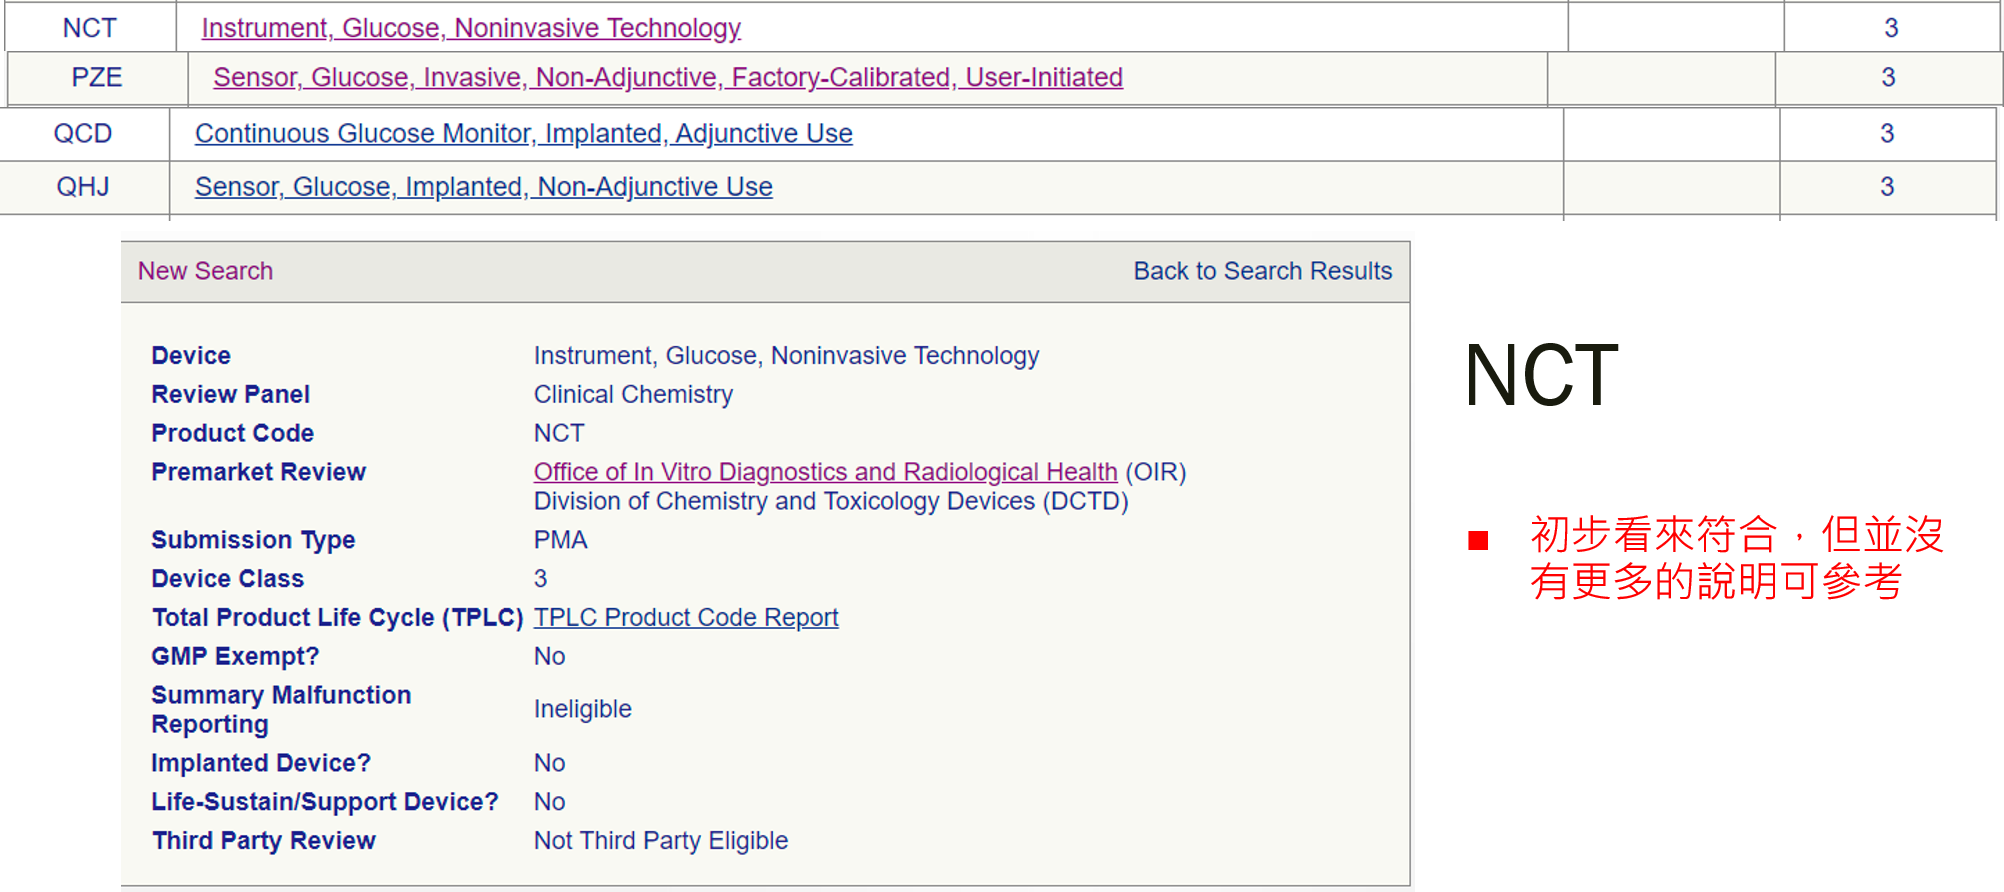 NCT Instrument, Glucose, Noninvasive Technology 3
PZE Sensor, Glucose, Invasive, Non-Adjunctive, Factory-Calibrated, User-Initiated 3
QCD Continuous Glucose Monitor, Implanted, Adjunctive Use 3
QHJ Sensor, Glucose, Implanted, Non-Adjunctive Use 3
New Search Back to Search Results
Device Instrument, Glucose, Noninvasive Technology
Review Panel Clinical Chemistry
Product Code NCT
Premarket Review Office of In Vitro Diagnostics and Radiological Health (OIR)
Division of Chemistry and Toxicology Devices (DCTD)
Submission Type PMA
Device Class 3
Total Product Life Cycle (TPLC) TPLC Product Code Report
GMP Exempt? No
Summary Malfunction
Reporting Ineligible
Implanted Device? No
Life-Sustain/Support Device? No
Third Party Review Not Third Party Eligible
NCT
■ 初步看來符合，但並沒
有更多的說明可參考